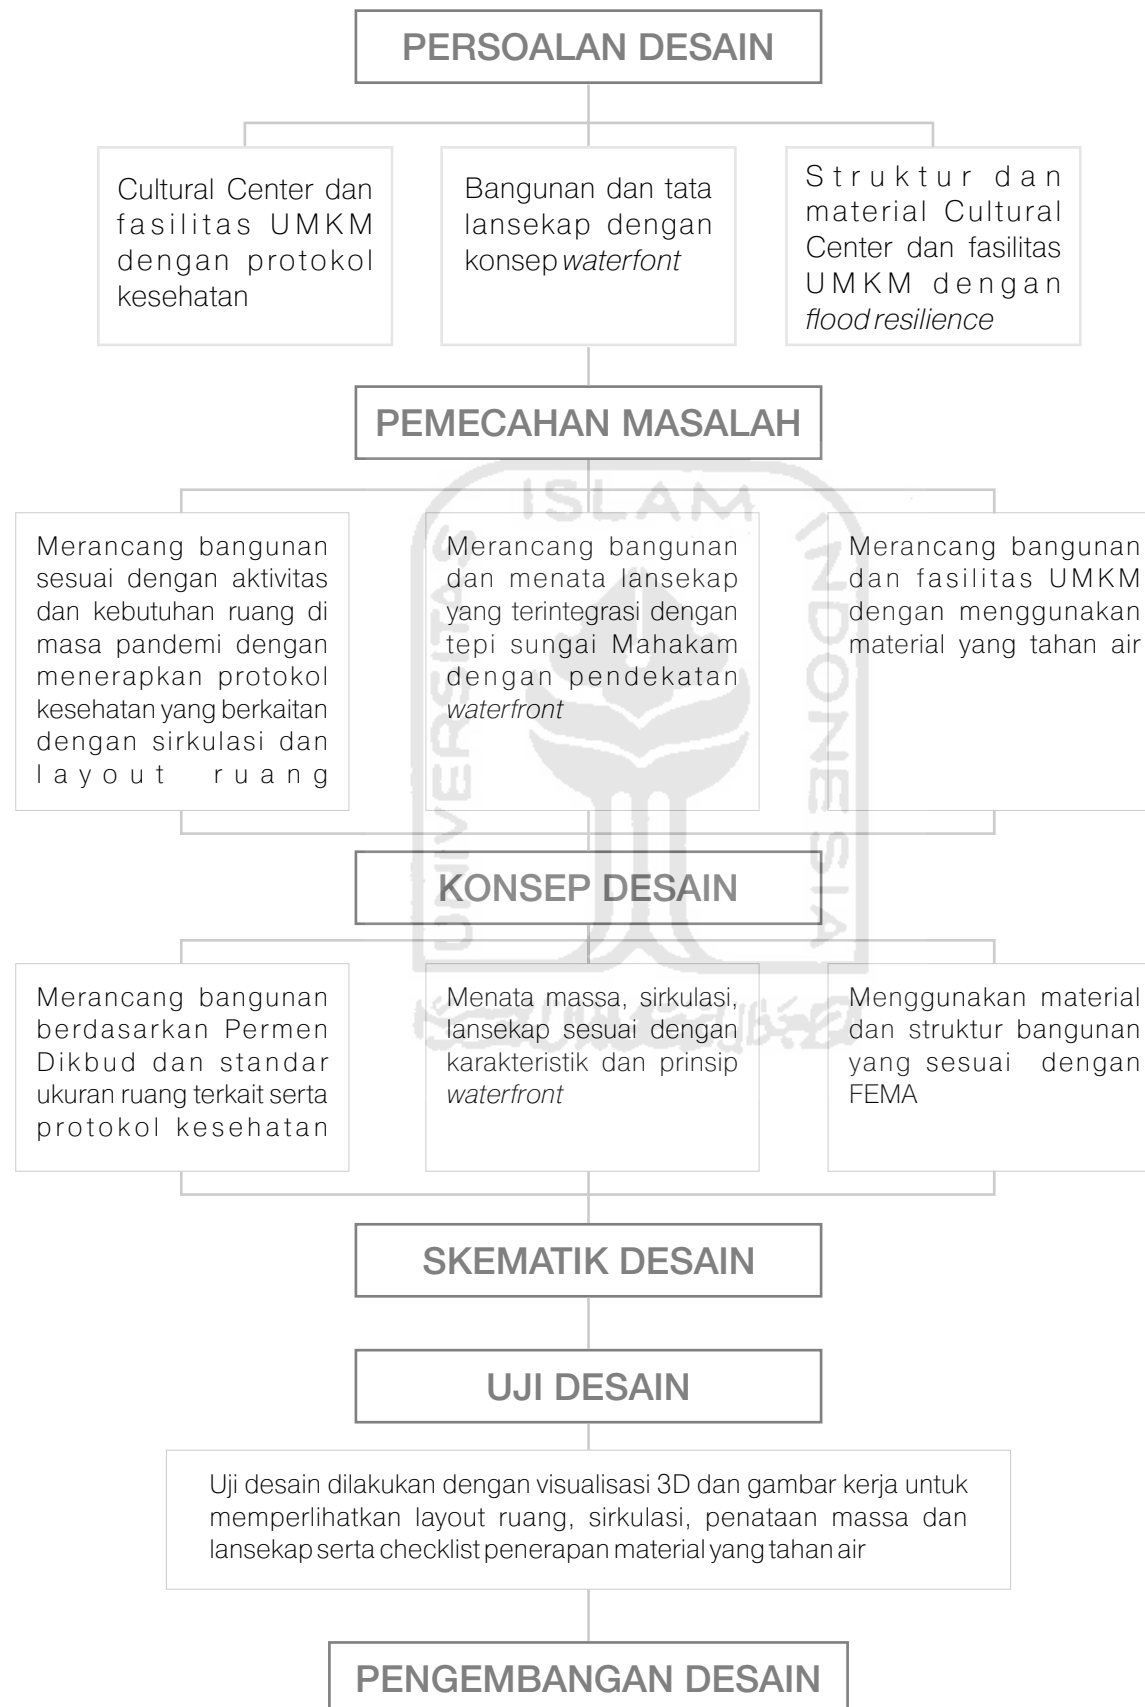 PERSOALAN DESAIN
Cultural Center dan
fasilitas UMKM
dengan protokol
kesehatan
Bangunan dan tata
lansekap dengan
konsep waterfont
Struktur dan
material Cultural
Center dan fasilitas
UMKM dengan
flood resilience
PEMECAHAN MASALAH
Merancang bangunan
sesuai dengan aktivitas
dan kebutuhan ruang di
masa pandemi dengan
menerapkan protokol
kesehatan yang berkaitan
dengan sirkulasi dan
layout ruang
Merancang bangunan
dan menata lansekap
yang terintegrasi dengan
tepi sungai Mahakam
dengan pendekatan
waterfront
Merancang bangunan
dan fasilitas UMKM
dengan menggunakan
material yang tahan air
UNIVERSITAS
ISLAM
INDONESIA
KONSEP DESAIN
Merancang bangunan
berdasarkan Permen
Dikbud dan standar
ukuran ruang terkait serta
protokol kesehatan
Menata massa, sirkulasi,
lansekap sesuai dengan
karakteristik dan prinsip
waterfront
Menggunakan material
dan struktur bangunan
yang sesuai dengan
FEMA
SKEMATIK DESAIN
UJI DESAIN
Uji desain dilakukan dengan visualisasi 3D dan gambar kerja untuk
memperlihatkan layout ruang, sirkulasi, penataan massa dan
lansekap serta checklist penerapan material yang tahan air
PENGEMBANGAN DESAIN